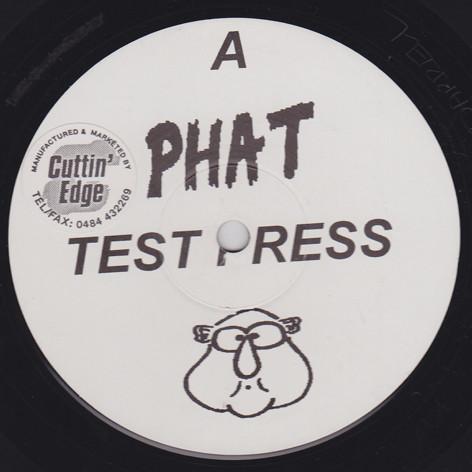 A
PHAT
TEST PRESS
MANUFACTURED & MARKETED BY
Cuttin'
Edge
TEL/FAX: 0484 432269